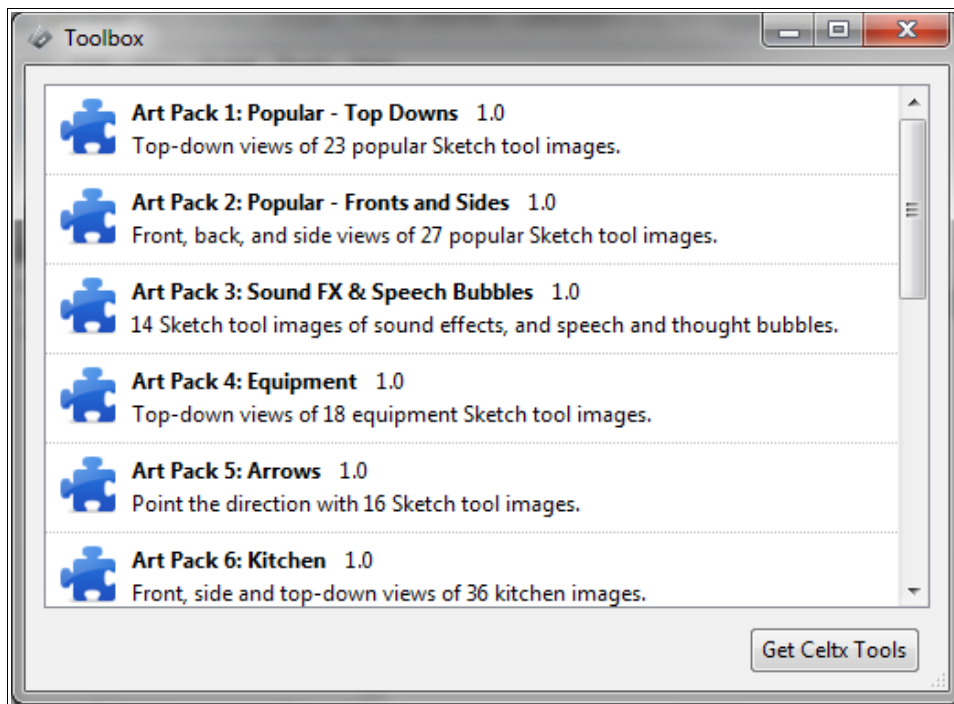 Toolbox
Art Pack 1: Popular - Top Downs 1.0
Top-down views of 23 popular Sketch tool images.
Art Pack 2: Popular - Fronts and Sides 1.0
Front, back, and side views of 27 popular Sketch tool images.
Art Pack 3: Sound FX & Speech Bubbles 1.0
14 Sketch tool images of sound effects, and speech and thought bubbles.
Art Pack 4: Equipment 1.0
Top-down views of 18 equipment Sketch tool images.
Art Pack 5: Arrows 1.0
Point the direction with 16 Sketch tool images.
Art Pack 6: Kitchen 1.0
Front, side and top-down views of 36 kitchen images.
Get Celtx Tools